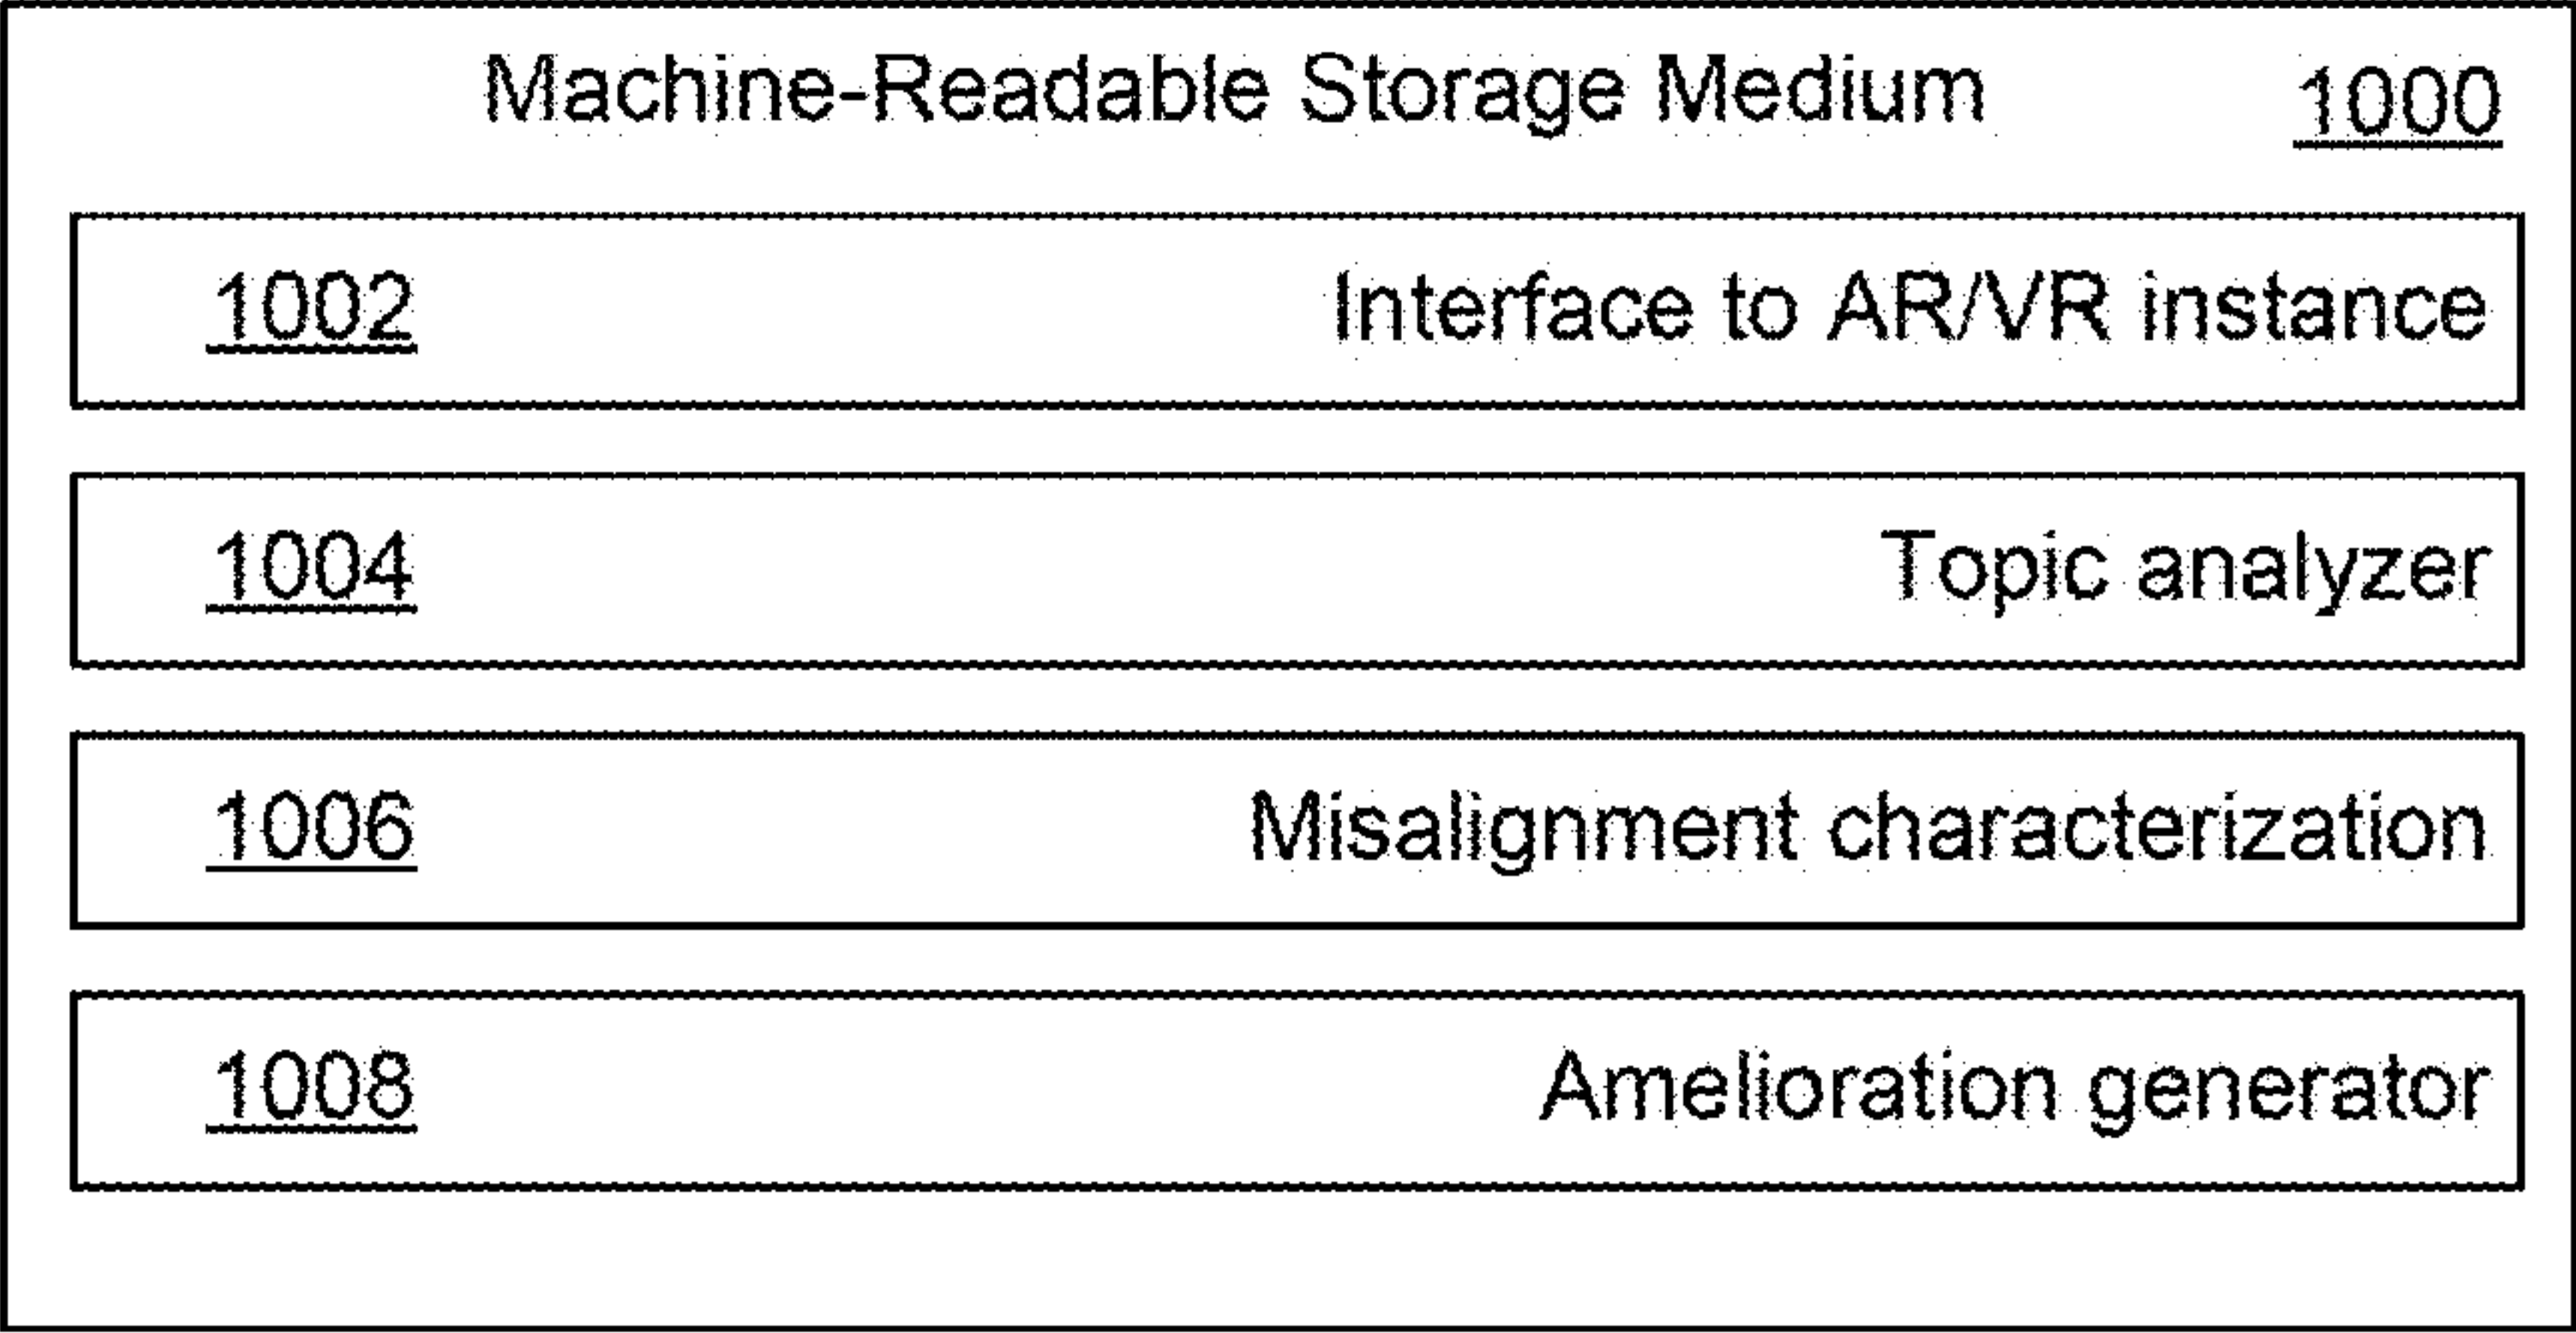 Machine-Readable Storage Medium 1000
1002 Interface to AR/VR instance
1004 Topic analyzer
1006 Misalignment characterization
1008 Amelioration generator